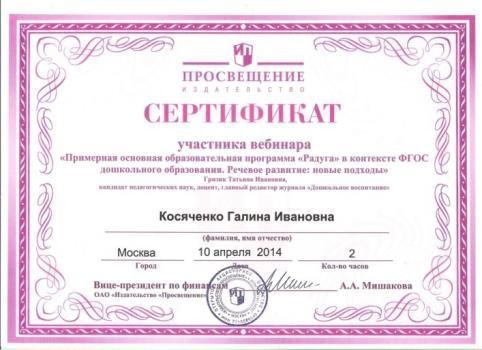 ПРОСВЕЩЕНИЕ
ИЗДАТЕЛЬСТВО
СЕРТИФИКАТ
участника вебинара
«Примерная основная образовательная программа «Радуга» в контексте ФГОС
дошкольного образования. Речевое развитие: новые подходы»
Гризик Татьяна Ивановна,
кандидат педагогических наук, доцент, главный редактор журнала «Дошкольное воспитание»
Косяченко Галина Ивановна
(фамилия, имя отчество)
Москва 10 апреля 2014 2
Город Дата Кол-во часов
Вице-президент по финансам А.А. Мишакова
ОАО «Издательство «Просвещение»